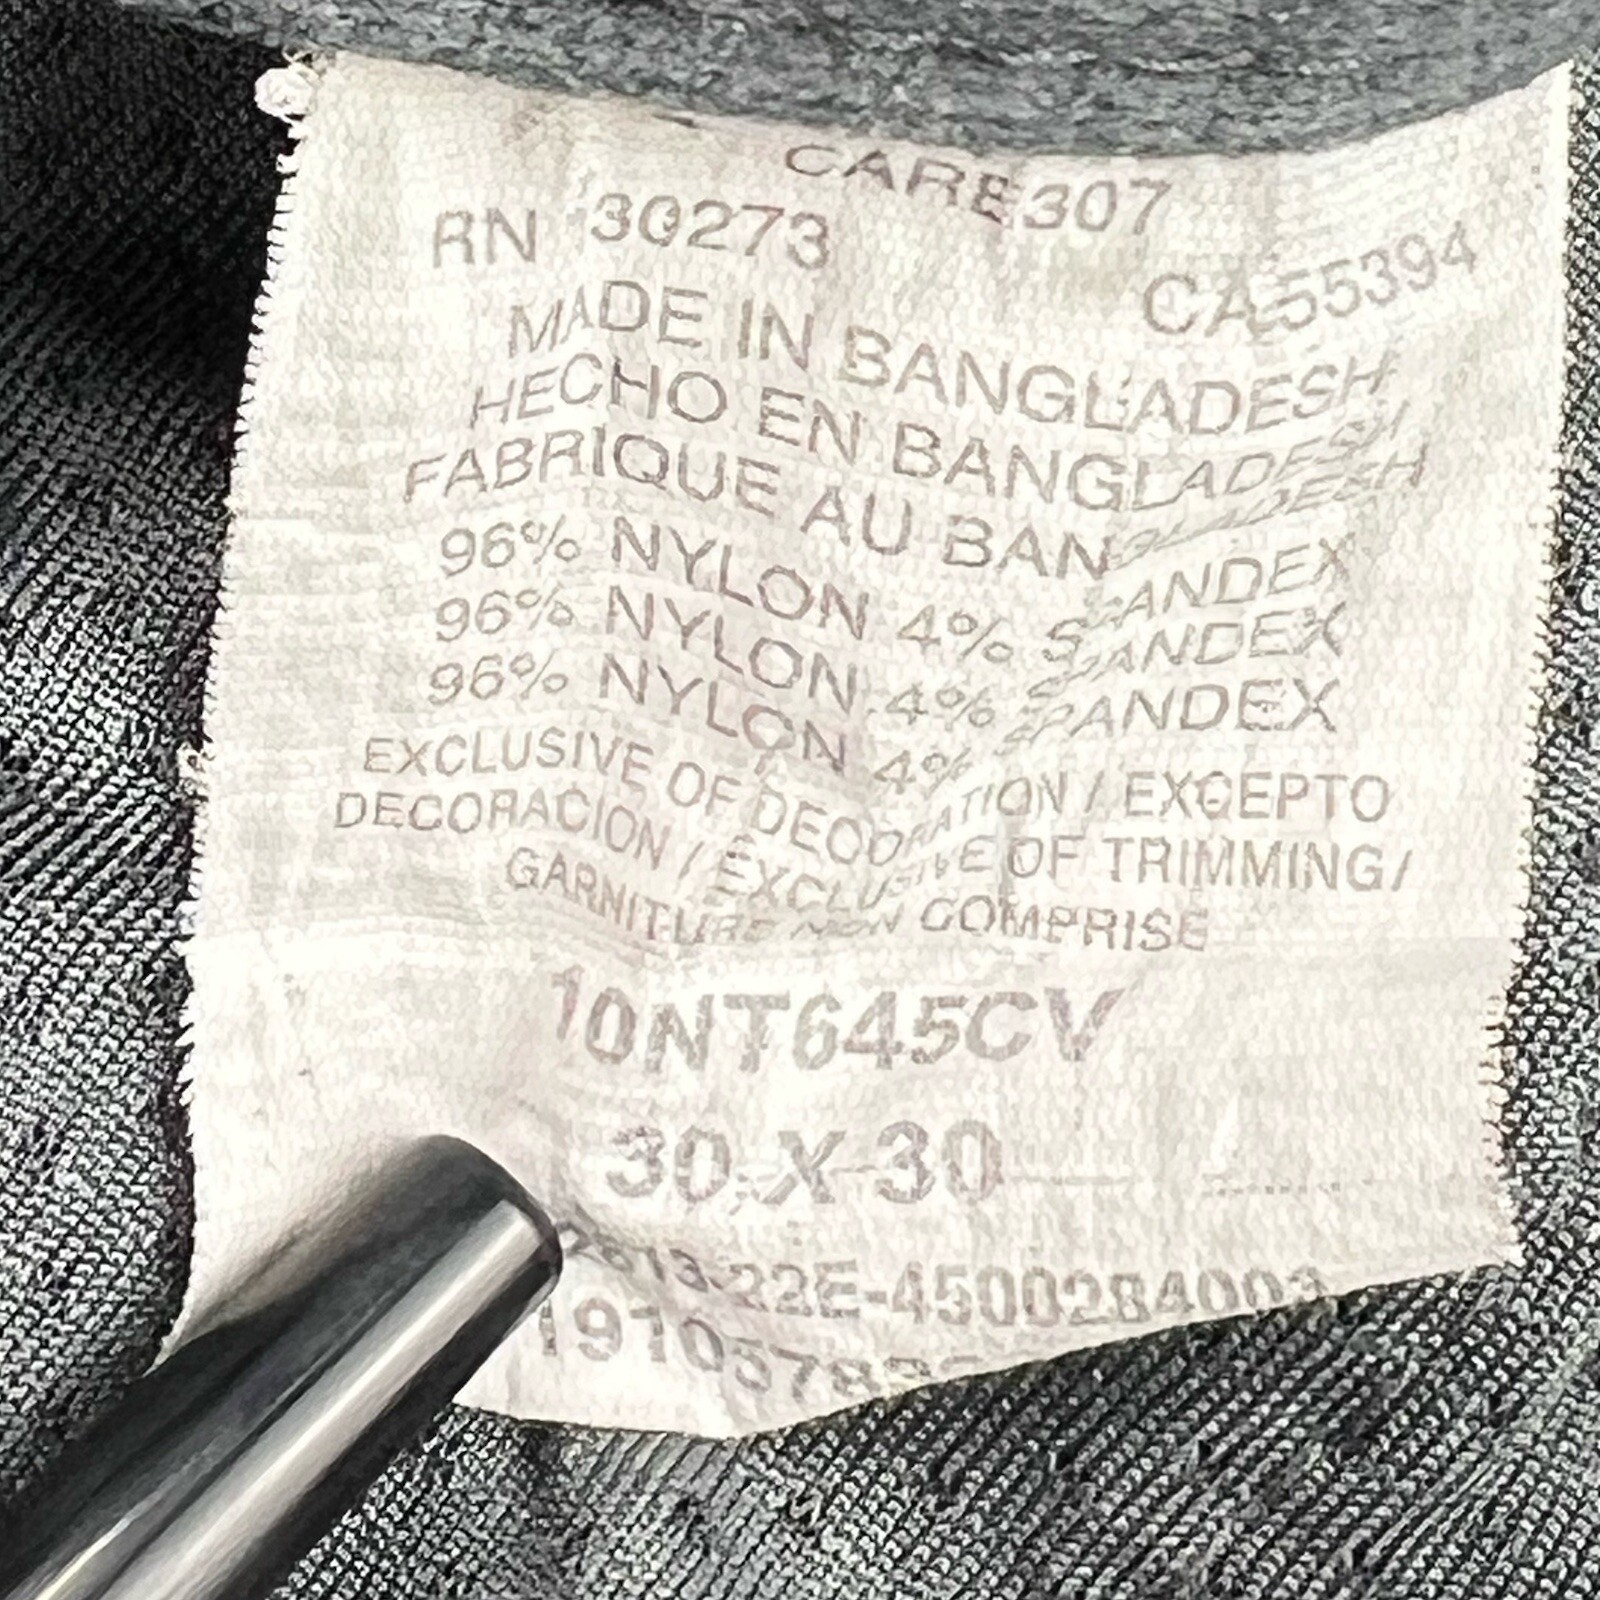 CARE307
RN 30273 CA55394
MADE IN BANGLADESH
HECHO EN BANGLADESH
FABRIQUE AU BANGLADESH
96% NYLON 4% SPANDEX
96% NYLON 4% SPANDEX
96% NYLON 4% SPANDEX
EXCLUSIVE OF DECORATION / EXCEPTO
DECORACION / EXCLUSIVE OF TRIMMING/
GARNITURE NON COMPRISE
10NT645CV
30 X 30